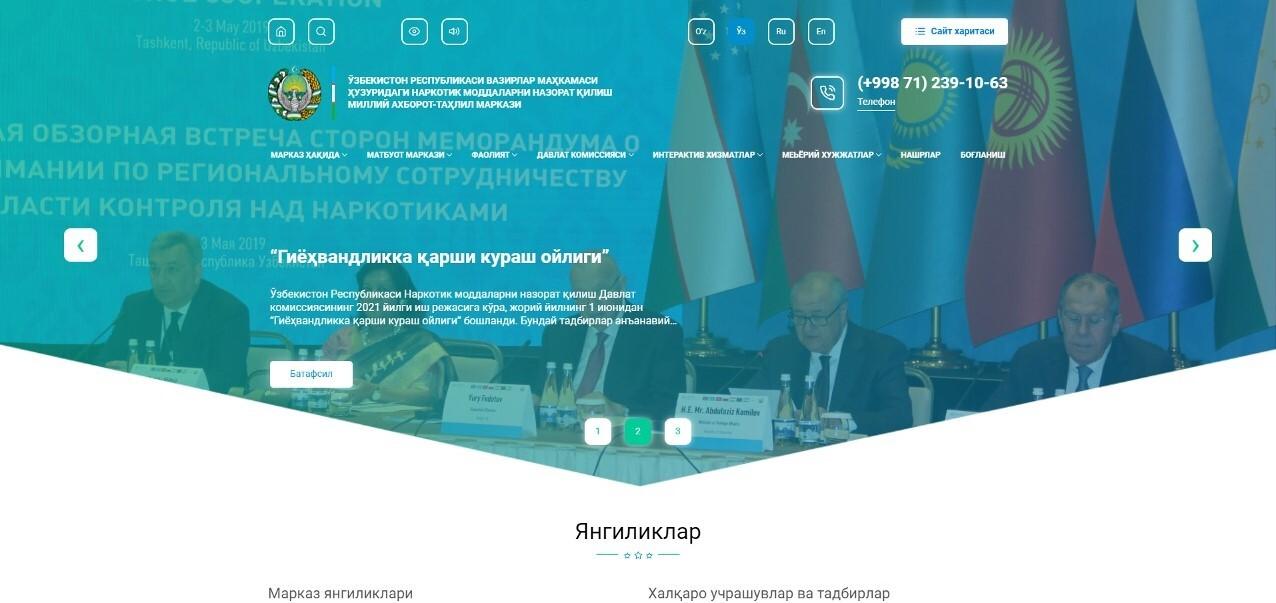 O'z
Ўз
Ru
En
Сайт харитаси
ЎЗБЕКИСТОН РЕСПУБЛИКАСИ ВАЗИРЛАР МАҲКАМАСИ
ҲУЗУРИДАГИ НАРКОТИК МОДДАЛАРНИ НАЗОРАТ ҚИЛИШ
МИЛЛИЙ АХБОРОТ-ТАҲЛИЛ МАРКАЗИ
(+998 71) 239-10-63
Телефон
2-3 May 2019
Tashkent, Republic of Uzbekistan
АЯ ОБЗОРНАЯ ВСТРЕЧА СТОРОН МЕМОРАНДУМА О
ИМАНИИ ПО РЕГИОНАЛЬНОМУ СОТРУДНИЧЕСТВУ
ЛАСТИ КОНТРОЛЯ НАД НАРКОТИКАМИ
3 Мая 2019
МАРКАЗ ҲАҚИДА
МАТБУОТ МАРКАЗИ
ФАОЛИЯТ
ДАВЛАТ КОМИССИЯСИ
ИНТЕРАКТИВ ХИЗМАТЛАР
МЕЪЁРИЙ ХУЖЖАТЛАР
НАШРЛАР
БОҒЛАНИШ
“Гиёҳвандликка қарши кураш ойлиги”
Ўзбекистон Республикаси Наркотик моддаларни назорат қилиш Давлат
комиссиясининг 2021 йилги иш режасига кўра, жорий йилнинг 1 июнидан
“Гиёҳвандликка қарши кураш ойлиги” бошланди. Бундай тадбирлар анъанавий...
Батафсил
Yury Fedotov
H.E. Mr. Abdulaziz Kamilov
1
2
3
Янгиликлар
Марказ янгиликлари
Халқаро учрашувлар ва тадбирлар